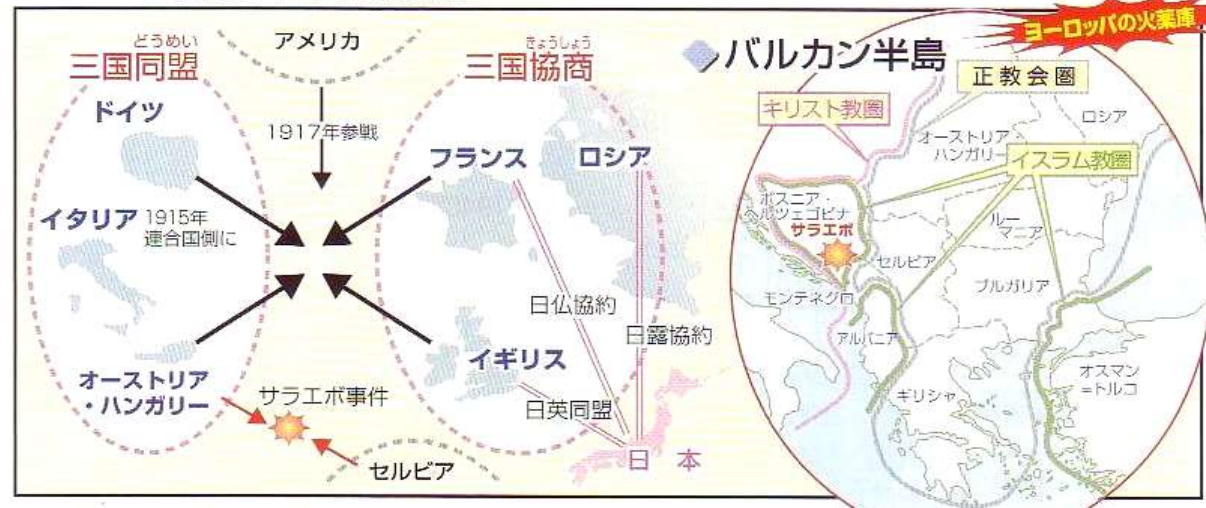 どうめい
三国同盟
ドイツ
イタリア
1915年
連合国側に
オーストリア
・ハンガリー
アメリカ
1917年参戦
サラエボ事件
セルビア
きょうしょう
三国協商
フランス
ロシア
イギリス
日仏協約
日露協約
日英同盟
日本
ヨーロッパの火薬庫
バルカン半島
正教会圏
キリスト教圏
イスラム教圏
ロシア
オーストリア・
ハンガリー
ボスニア・
ルツェゴビナ
サラエボ
ルー
マニア
セルビア
モンテネグロ
ブルガリア
アルバニア
オスマン
=トルコ
ギリシャ